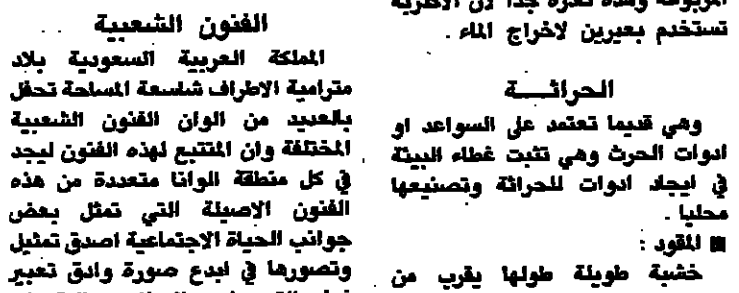 المربوطة وهذه نادرة جدا لان الاكثرية
تستخدم بعيرين لاخراج الماء .
الحراثــــة
وهي قديما تعتمد على السواعد او
ادوات الحرث وهي تثبت غطاء البيئة
في ايجاد ادوات للحراثة وتصنيعها
محليا .
■ المقود :
خشبة طويلة طولها يقرب من
الفنون الشعبية
المملكة العربية السعودية بلاد
مترامية الاطراف شاسعة المساحة تحفل
بالعديد من الوان الفنون الشعبية
المختلفة وان المتتبع لهذه الفنون ليجد
في كل منطقة الوانا متعددة من هذه
الفنون الاصيلة التي تمثل بعض
جوانب الحياة الاجتماعية اصدق تمثيل
وتصورها في ابدع صورة وادق تعبير